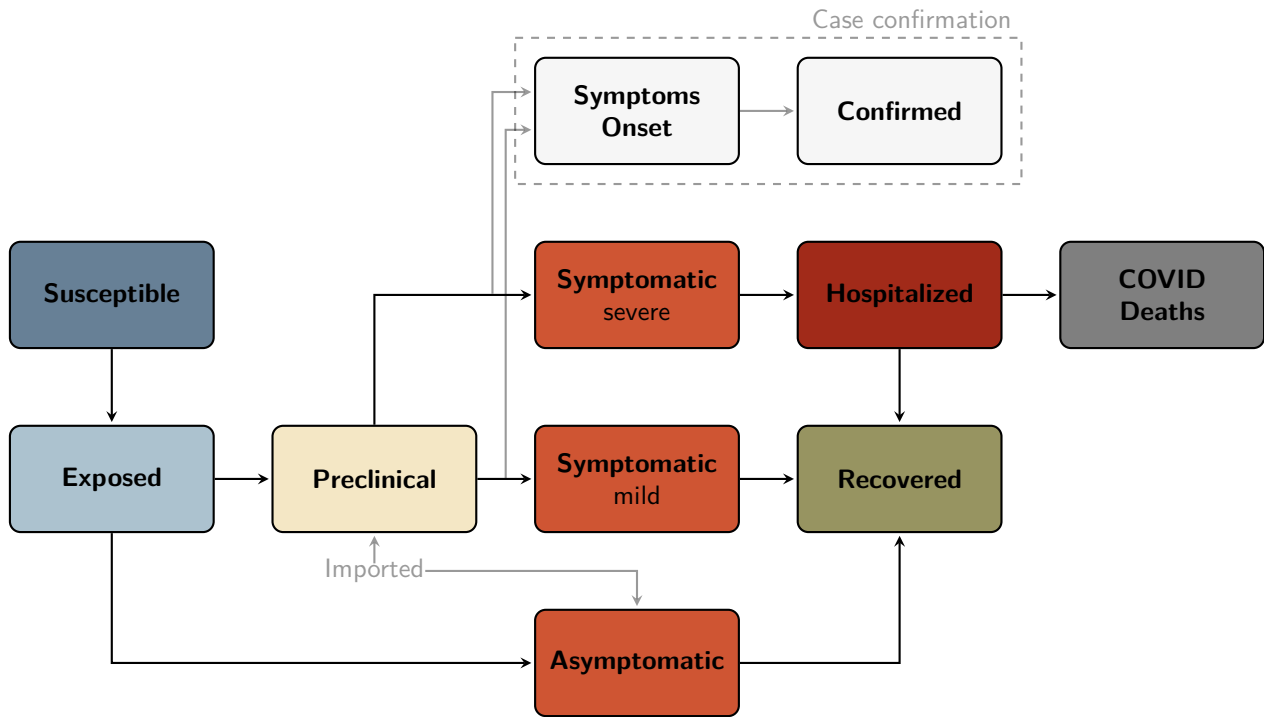 Case confirmation
Symptoms
Onset
Confirmed
Susceptible
Symptomatic
severe
Hospitalized
COVID
Deaths
Exposed
Preclinical
Symptomatic
mild
Recovered
Imported
Asymptomatic